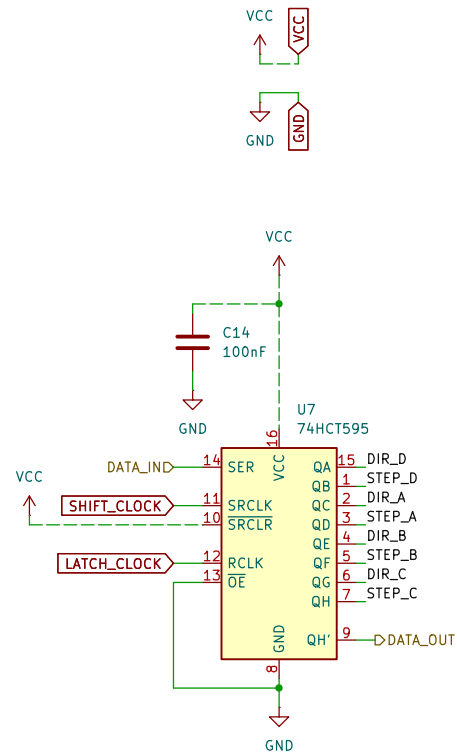 VCC
VCC
GND
GND
VCC
C14
100nF
GND
U7
74HCT595
16
VCC
DATA_IN 14 SER QA 15 DIR_D
QB 1 STEP_D
VCC
SHIFT_CLOCK 11 SRCLK QC 2 DIR_A
10 SRCLR QD 3 STEP_A
QE 4 DIR_B
LATCH_CLOCK 12 RCLK QF 5 STEP_B
13 OE QG 6 DIR_C
QH 7 STEP_C
GND
QH' 9 DATA_OUT
8
GND